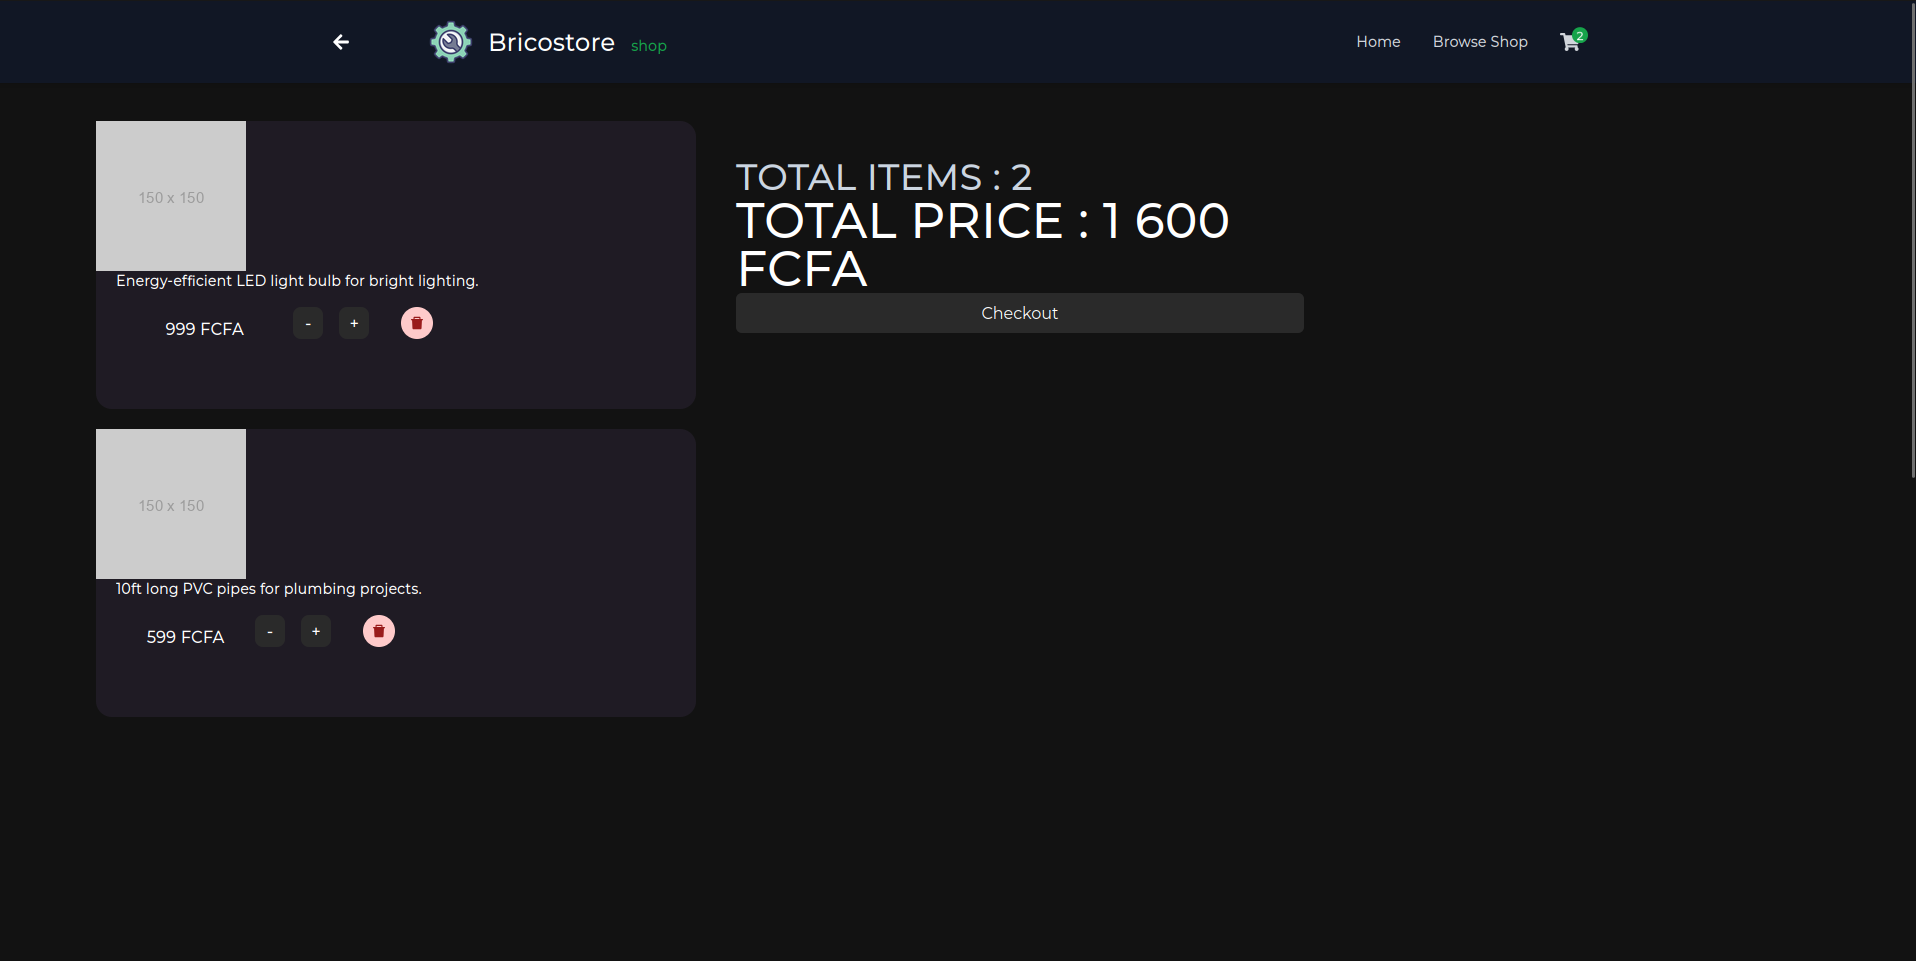 Bricostore shop
Home
Browse Shop
2
150 x 150
Energy-efficient LED light bulb for bright lighting.
999 FCFA
-
+
150 x 150
10ft long PVC pipes for plumbing projects.
599 FCFA
-
+
TOTAL ITEMS : 2
TOTAL PRICE : 1 600
FCFA
Checkout